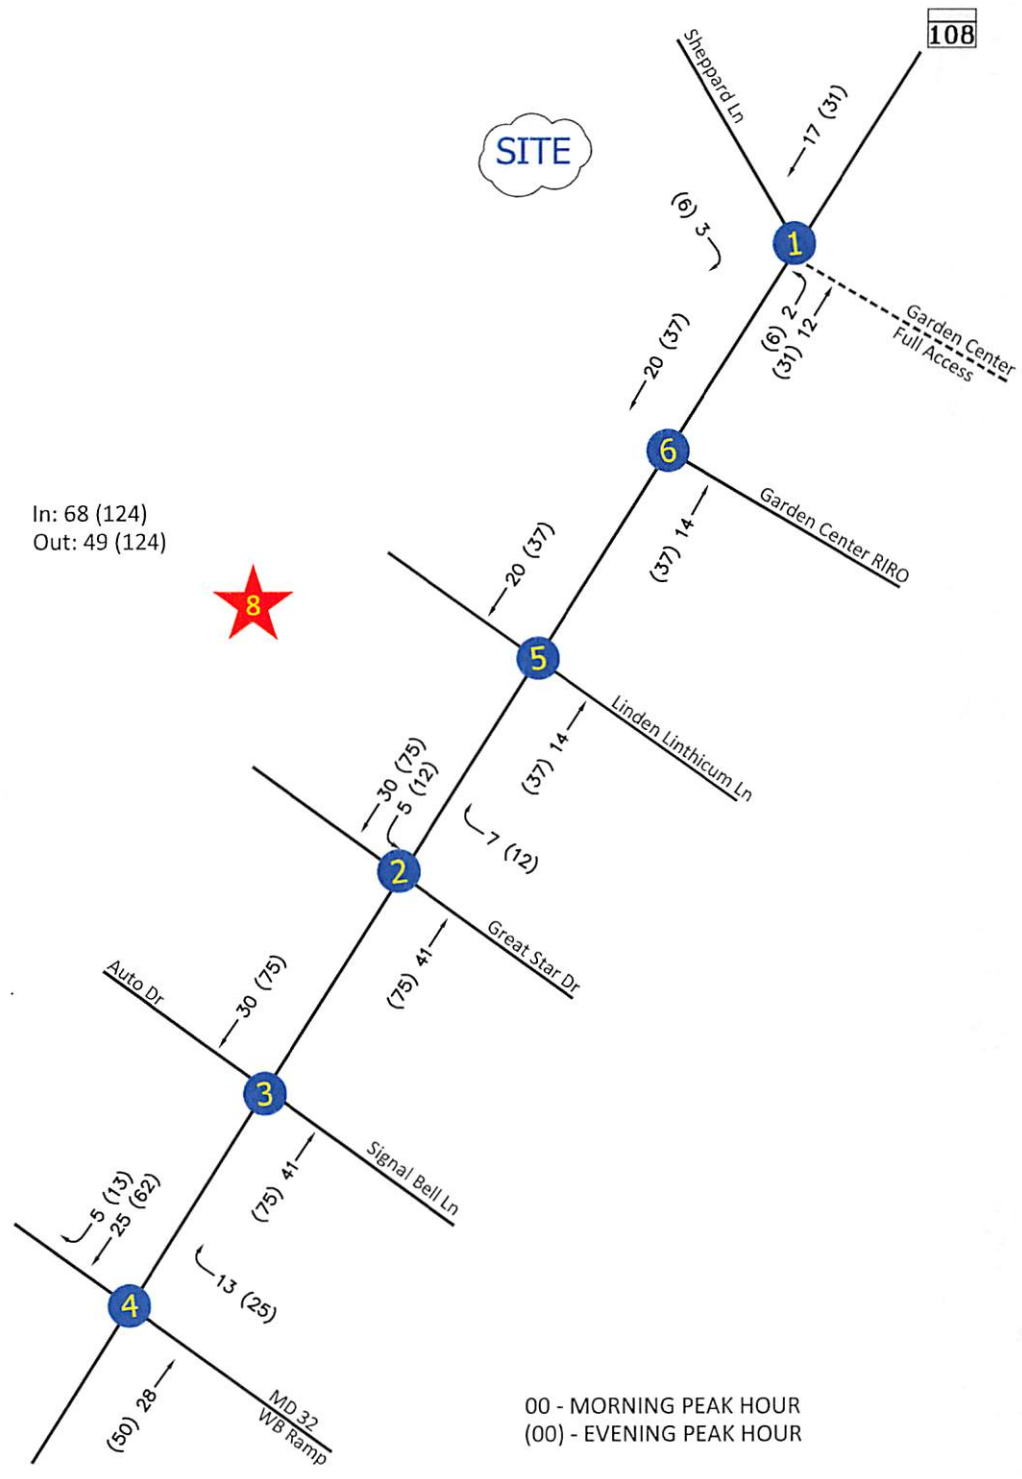 108
Sheppard Ln
17 (31)
SITE
(6) 3
1
(6) 2
(31) 12
Garden Center
Full Access
20 (37)
6
(37) 14
Garden Center RIRO
In: 68 (124)
Out: 49 (124)
8
20 (37)
5
(37) 14
Linden Linthicum Ln
30 (75)
5 (12)
7 (12)
2
(75) 41
Great Star Dr
Auto Dr
30 (75)
3
(75) 41
Signal Bell Ln
5 (13)
25 (62)
13 (25)
4
(50) 28
MD 32
WB Ramp
00 - MORNING PEAK HOUR
(00) - EVENING PEAK HOUR